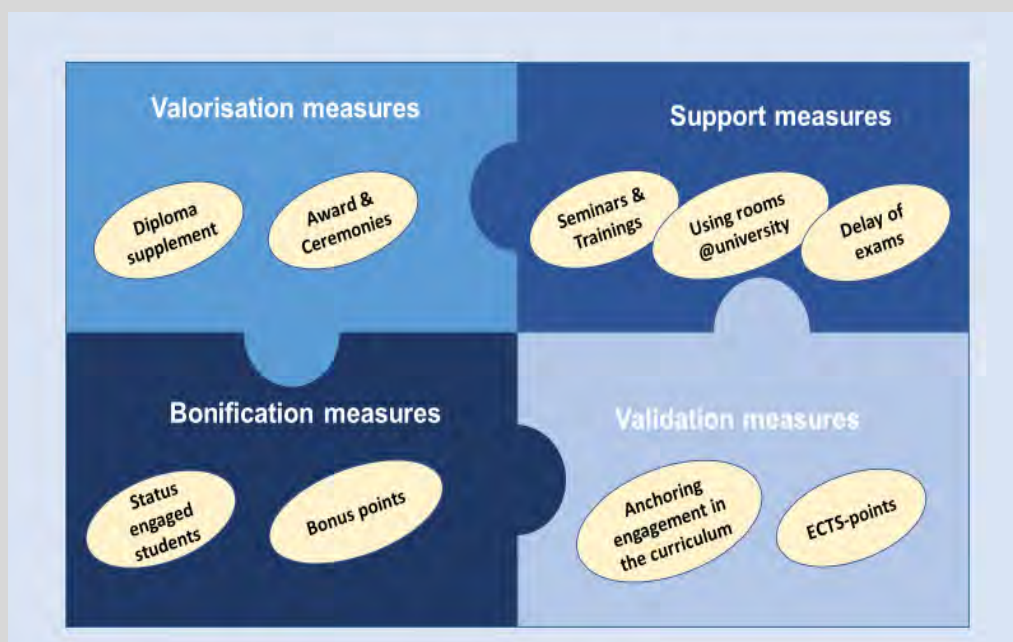 Valorisation measures
Diploma
supplement
Award &
Ceremonies
Support measures
Seminars &
Trainings
Using rooms
@university
Delay of
exams
Bonification measures
Status
engaged
students
Bonus points
Validation measures
Anchoring
engagement in
the curriculum
ECTS-points